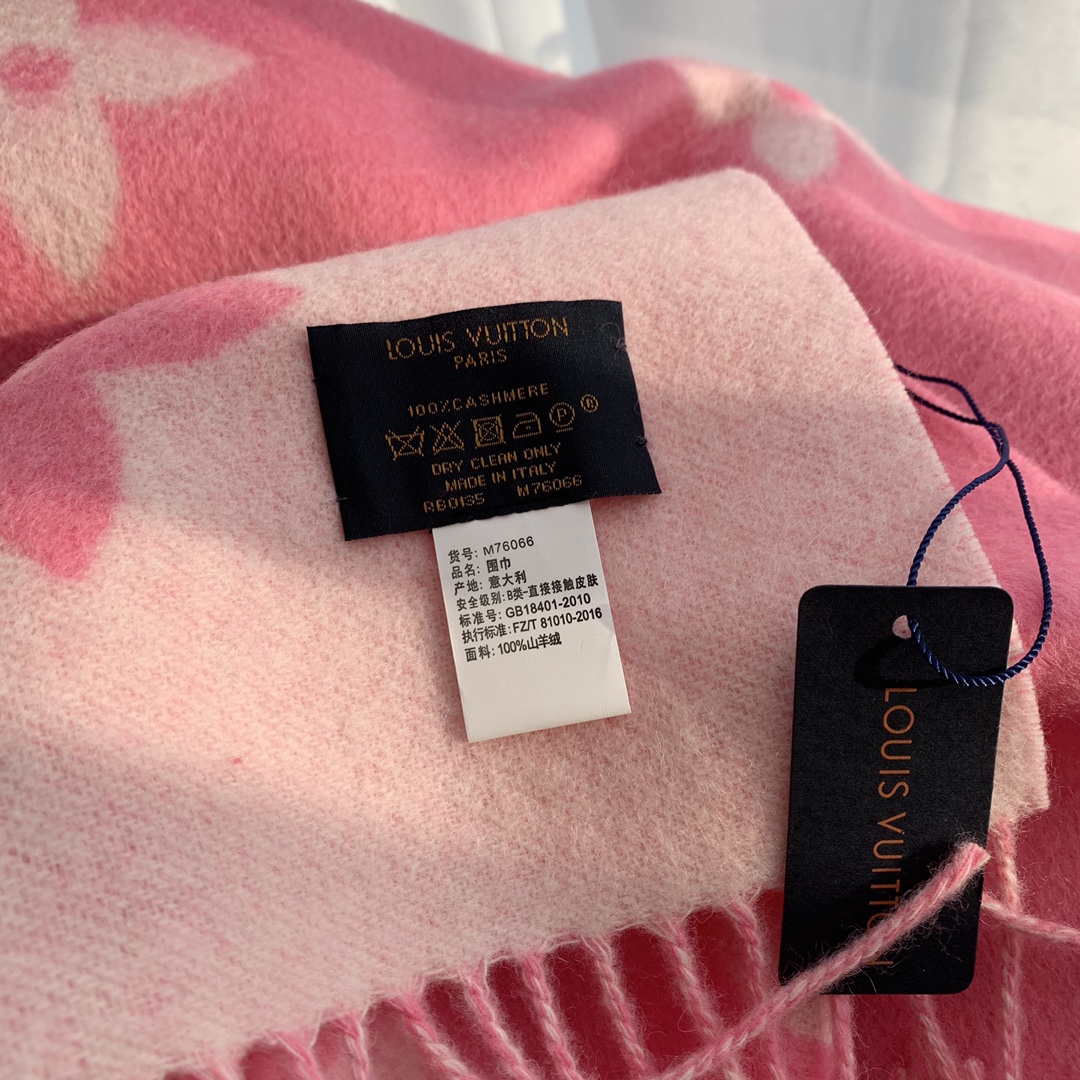 LOUIS VUITTON
PARIS
100%CASHMERE
DRY CLEAN ONLY
MADE IN ITALY
RB0135 M76066
货号: M76066
品名: 围巾
产地: 意大利
安全级别: B类-直接接触皮肤
标准号: GB18401-2010
执行标准: FZ/T 81010-2016
面料: 100%山羊绒
LOUIS VUITTON